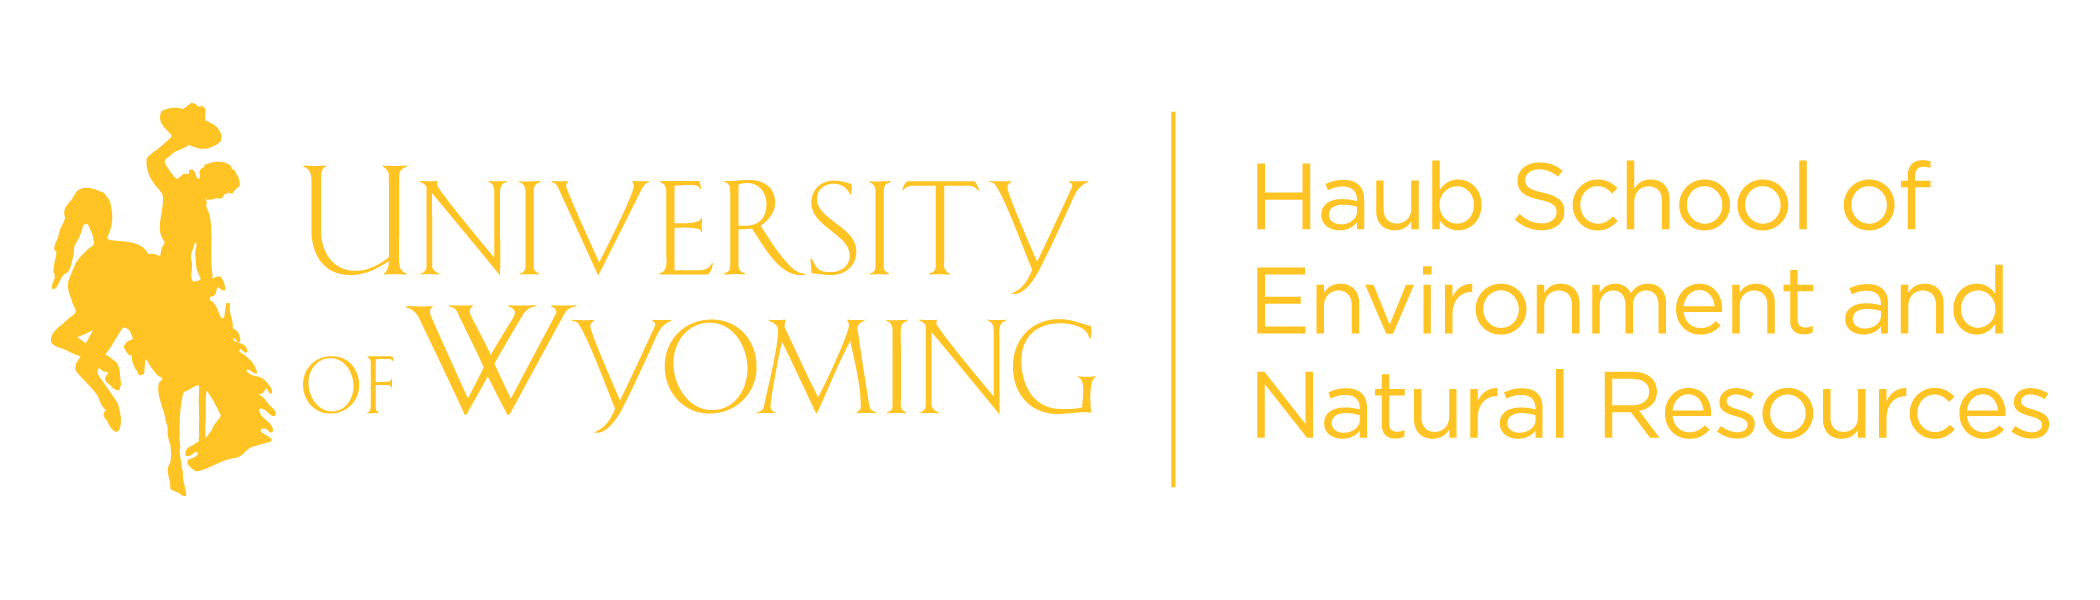 UNIVERSITY
OF WYOMING
Haub School of
Environment and
Natural Resources